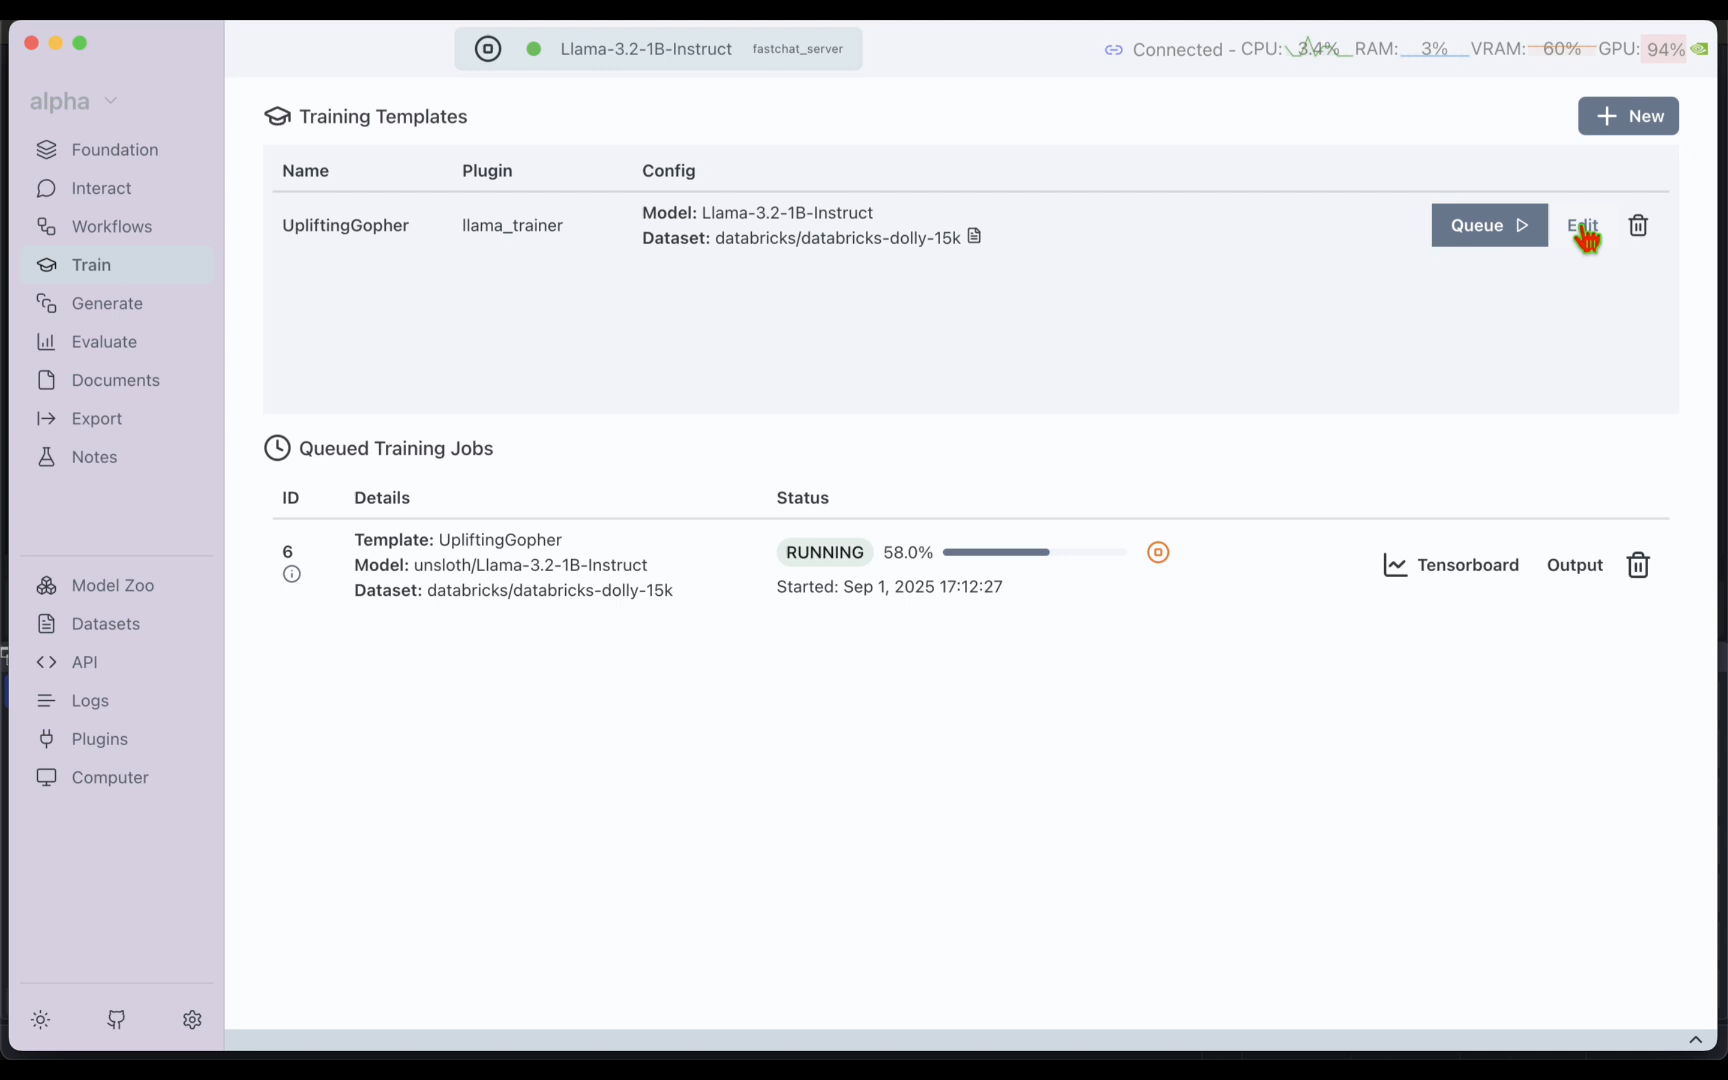 Llama-3.2-1B-Instruct fastchat_server
Connected - CPU: 3.4% RAM: 3% VRAM: 60% GPU: 94%
alpha
Foundation
Interact
Workflows
Train
Generate
Evaluate
Documents
Export
Notes
Model Zoo
Datasets
API
Logs
Plugins
Computer
Training Templates
New
Name Plugin Config
UpliftingGopher llama_trainer
Model: Llama-3.2-1B-Instruct
Dataset: databricks/databricks-dolly-15k
Queue Edit
Queued Training Jobs
ID Details Status
6
Template: UpliftingGopher
Model: unsloth/Llama-3.2-1B-Instruct
Dataset: databricks/databricks-dolly-15k
RUNNING 58.0%
Started: Sep 1, 2025 17:12:27
Tensorboard Output